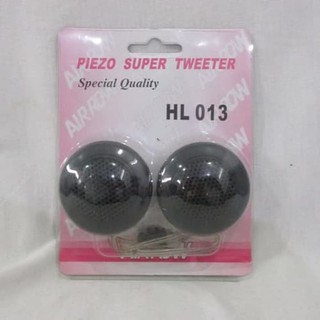 PIEZO SUPER TWEETER
Special Quality
HL 013